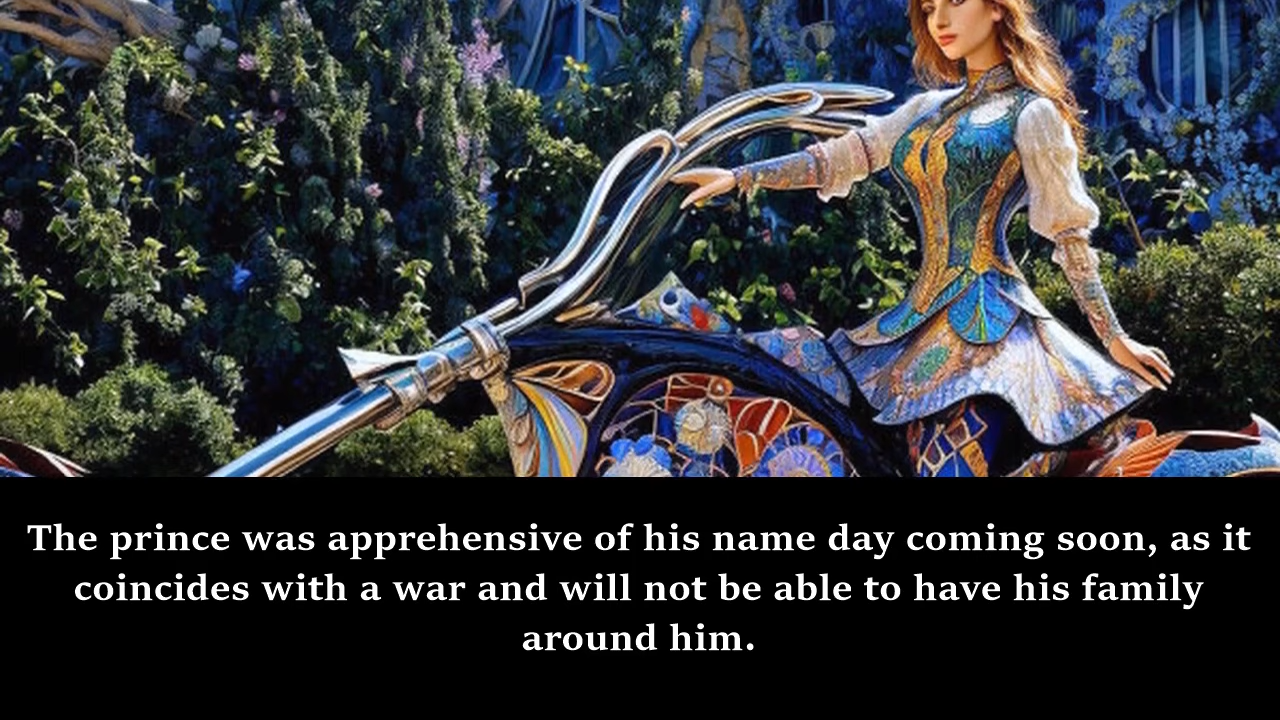 The prince was apprehensive of his name day coming soon, as it
coincides with a war and will not be able to have his family
around him.